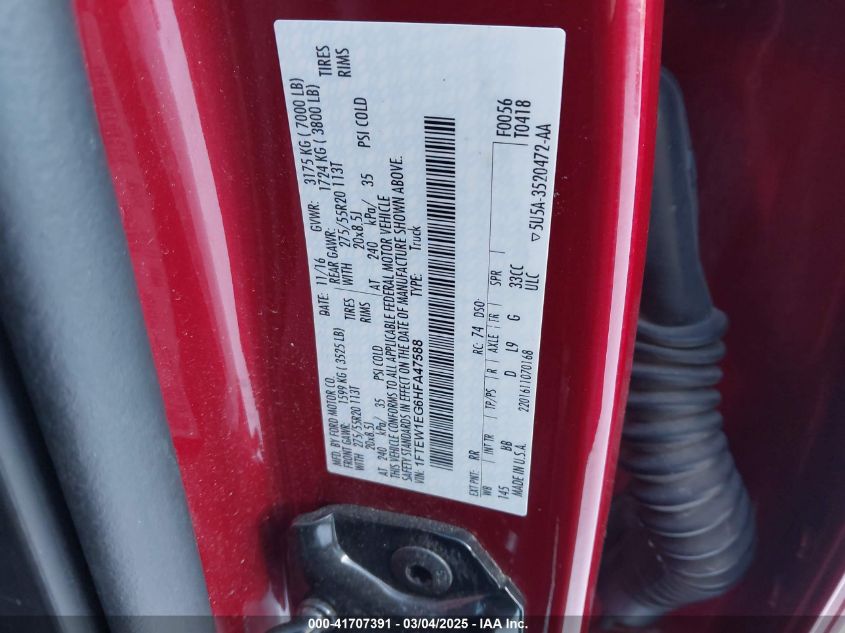 MFD. BY FORD MOTOR CO. DATE: 11/16 GVWR: 3175 KG ( 7000 LB)
FRONT GAWR: 1599 KG ( 3525 LB) REAR GAWR: 1724 KG ( 3800 LB)
WITH 275/55R20 113T TIRES WITH 275/55R20 113T TIRES
20x8.5J RIMS 20x8.5J RIMS
AT 240 kPa/ 35 PSI COLD AT 240 kPa/ 35 PSI COLD
THIS VEHICLE CONFORMS TO ALL APPLICABLE FEDERAL MOTOR VEHICLE
SAFETY STANDARDS IN EFFECT ON THE DATE OF MANUFACTURE SHOWN ABOVE.
VIN: 1FTEW1EG6HFA47588 TYPE: Truck
F0056
T0418
EXT PNT: RR RC: 74 DSO:
WB INT TR TP/PS R AXLE TR SPR
145 BB D L9 G 33CC
ULC
MADE IN U.S.A. 2201611070168
▽5U5A-3520472-AA
000-41707391 - 03/04/2025 - IAA Inc.